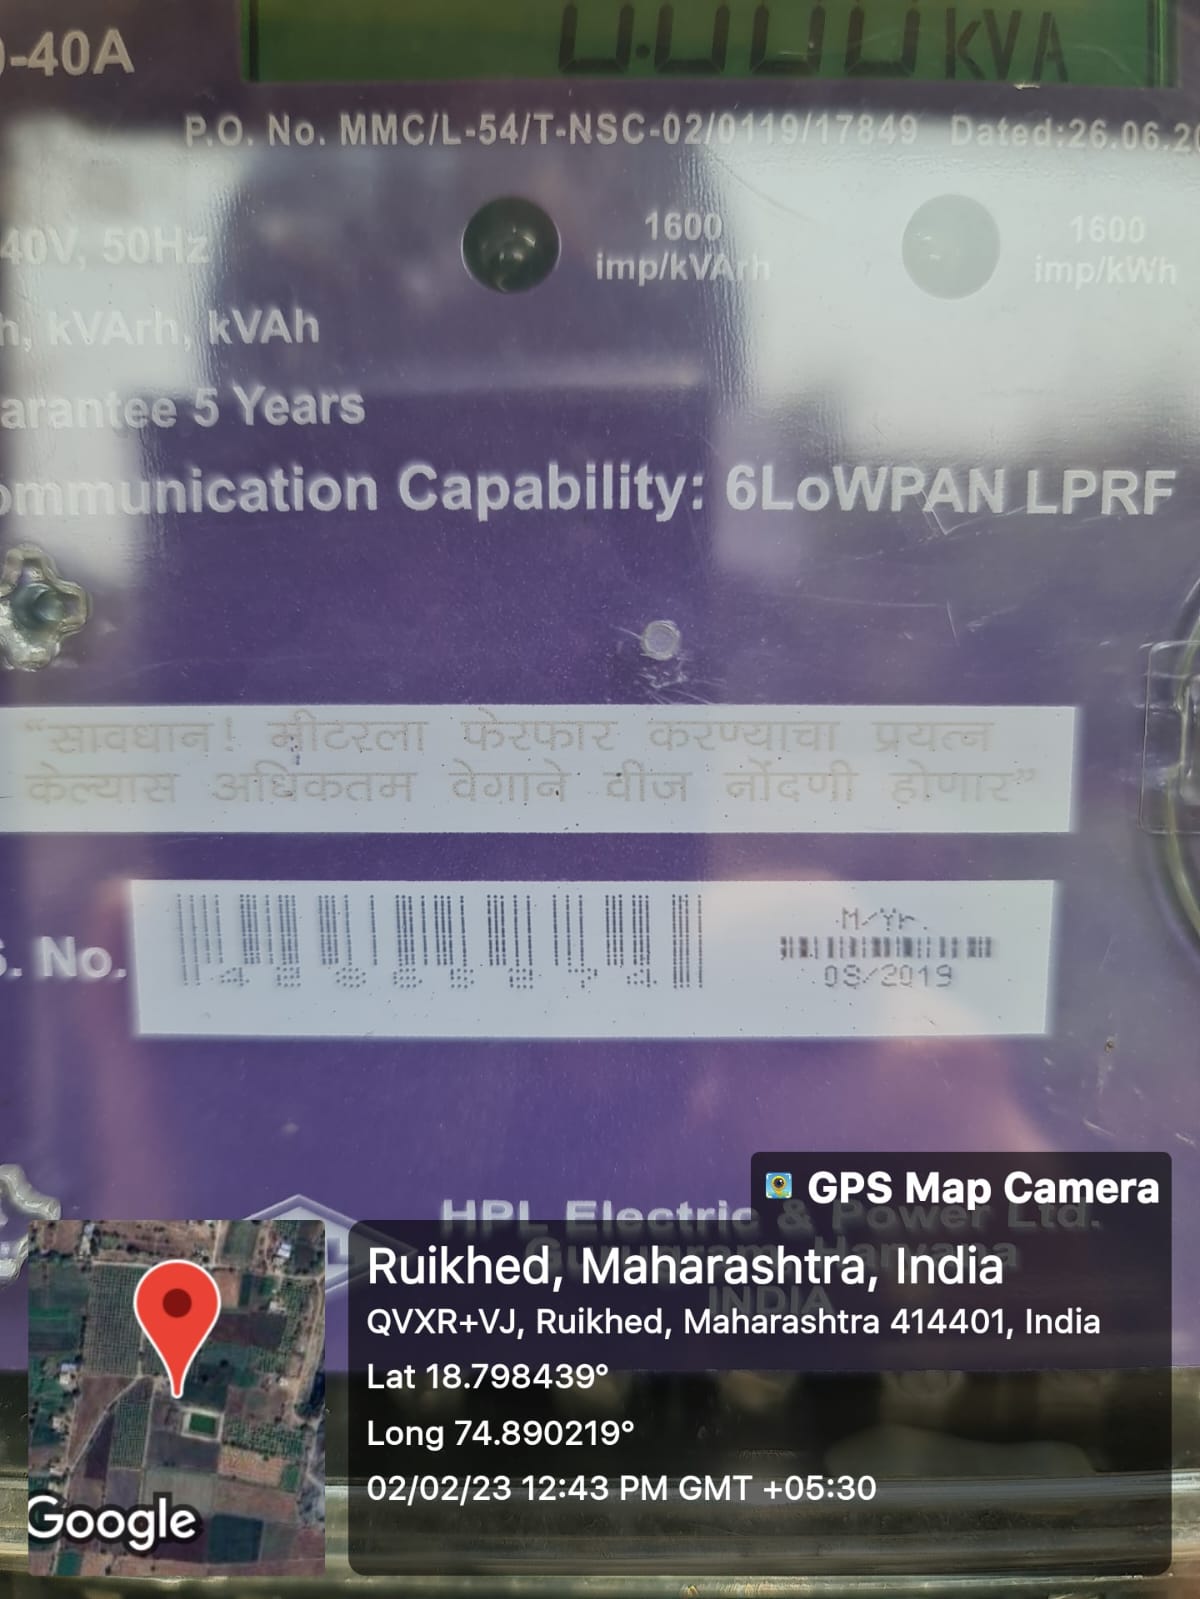 -40A
0.000 kVA
P.O. No. MMC/L-54/T-NSC-02/0119/17849 Dated:26.06.20
40V, 50Hz
1600
imp/kVArh
1600
imp/kWh
h, kVArh, kVAh
arantee 5 Years
ommunication Capability: 6LoWPAN LPRF
“सावधान! मीटरला फेरफार करण्याचा प्रयत्न
केल्यास अधिकतम वेगाने वीज नोंदणी होणार”
S. No.
M/Yr.
2019
GPS Map Camera
HPL Electric & Power Ltd.
Gurugram, Haryana
INDIA
Ruikhed, Maharashtra, India
QVXR+VJ, Ruikhed, Maharashtra 414401, India
Lat 18.798439°
Long 74.890219°
02/02/23 12:43 PM GMT +05:30
Google